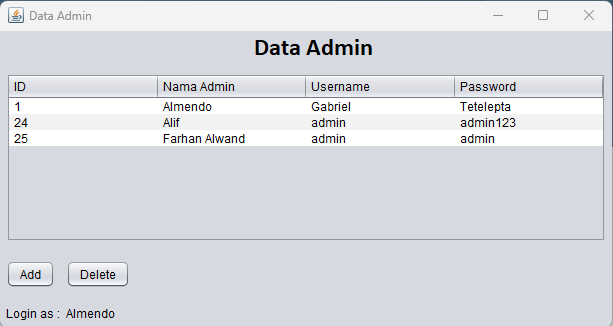 Data Admin
Data Admin
ID Nama Admin Username Password
1 Almendo Gabriel Tetelepta
24 Alif admin admin123
25 Farhan Alwand admin admin
Add Delete
Login as : Almendo